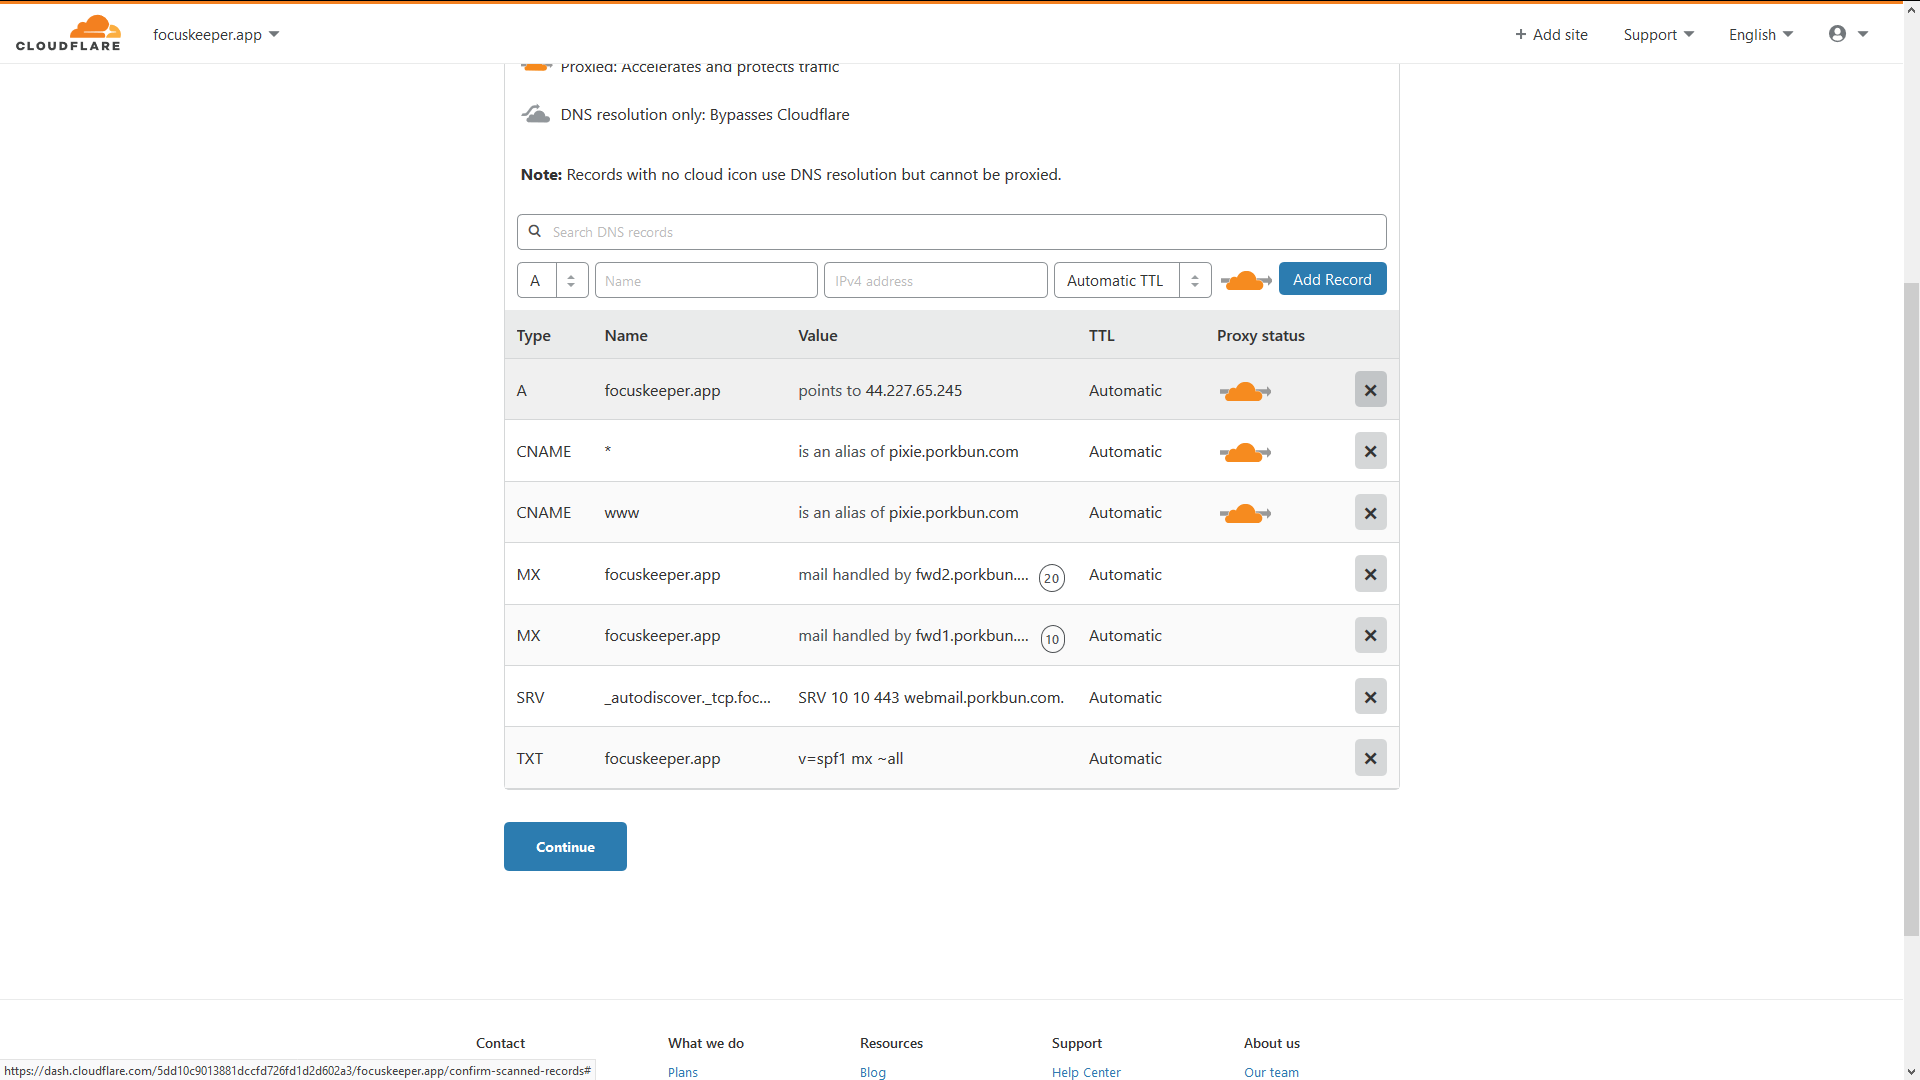 CLOUDFLARE
focuskeeper.app
+ Add site
Support
English
Proxied: Accelerates and protects traffic
DNS resolution only: Bypasses Cloudflare
Note: Records with no cloud icon use DNS resolution but cannot be proxied.
Search DNS records
A Name IPv4 address Automatic TTL Add Record
Type Name Value TTL Proxy status
A focuskeeper.app points to 44.227.65.245 Automatic
CNAME * is an alias of pixie.porkbun.com Automatic
CNAME www is an alias of pixie.porkbun.com Automatic
MX focuskeeper.app mail handled by fwd2.porkbun.... 20 Automatic
MX focuskeeper.app mail handled by fwd1.porkbun.... 10 Automatic
SRV _autodiscover._tcp.foc... SRV 10 10 443 webmail.porkbun.com. Automatic
TXT focuskeeper.app v=spf1 mx ~all Automatic
Continue
Contact What we do Resources Support About us
Plans Blog Help Center Our team
https://dash.cloudflare.com/5dd10c9013881dccfd726fd1d2d602a3/focuskeeper.app/confirm-scanned-records#